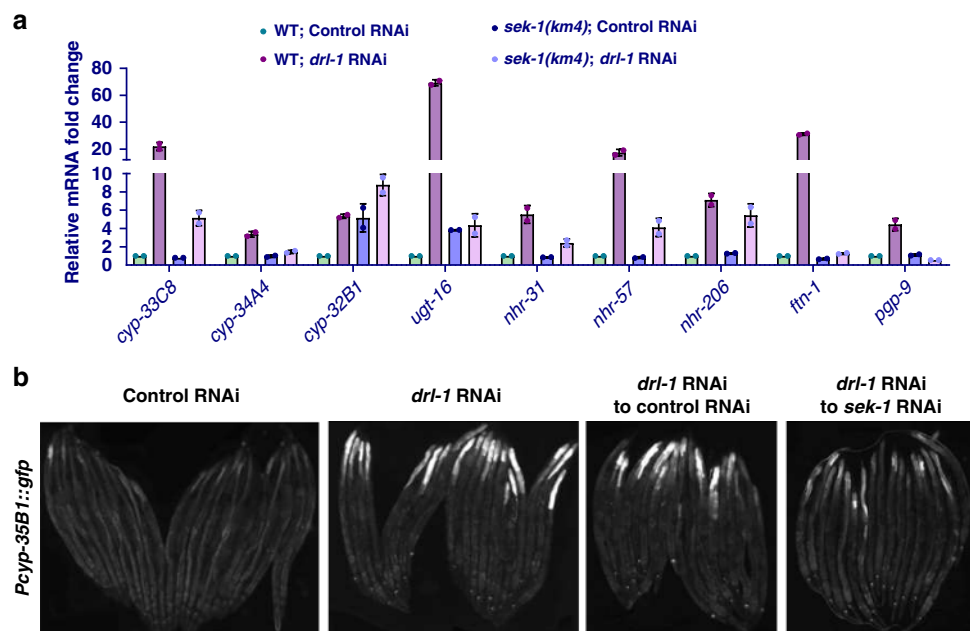 a
WT; Control RNAi
sek-1(km4); Control RNAi
WT; drl-1 RNAi
sek-1(km4); drl-1 RNAi
Relative mRNA fold change
80
60
40
20
10
8
6
4
2
0
cyp-33C8
cyp-34A4
cyp-32B1
ugt-16
nhr-31
nhr-57
nhr-206
ftn-1
pgp-9
b
Control RNAi
drl-1 RNAi
drl-1 RNAi
to control RNAi
drl-1 RNAi
to sek-1 RNAi
Pcyp-35B1::gfp